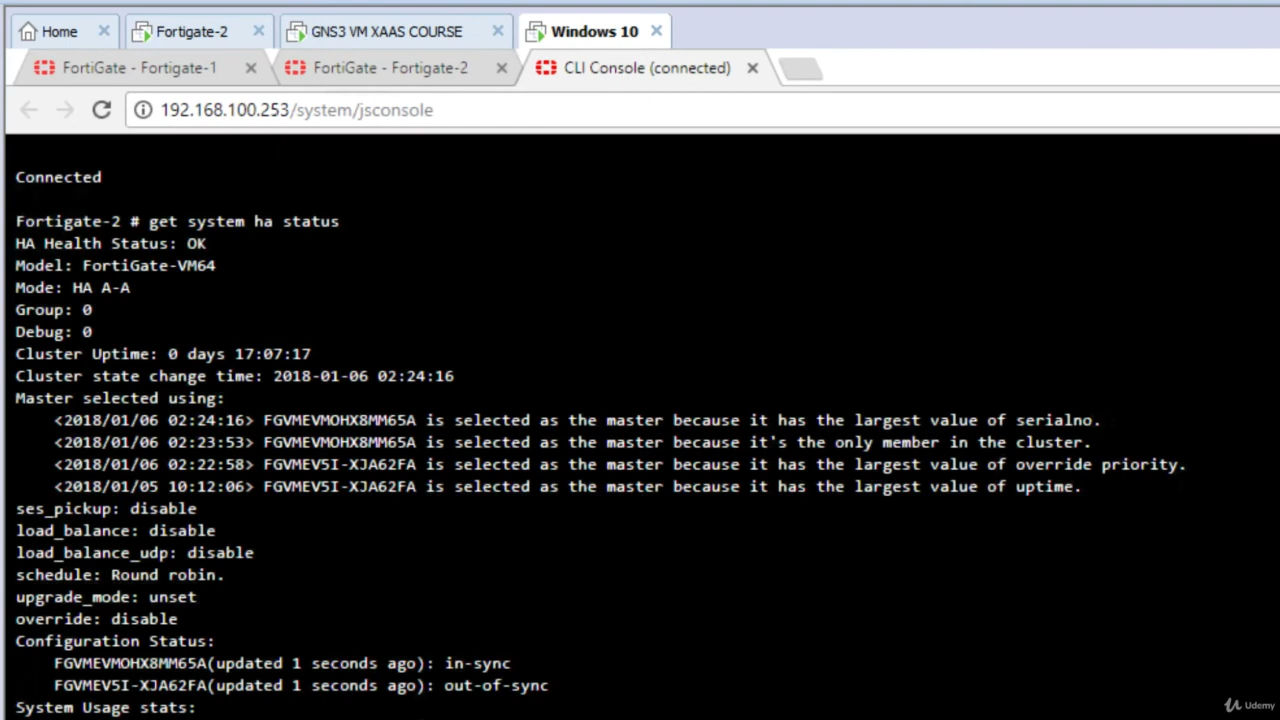 Home
Fortigate-2
GNS3 VM XAAS COURSE
Windows 10
FortiGate - Fortigate-1
FortiGate - Fortigate-2
CLI Console (connected)
192.168.100.253/system/jsconsole
Connected
Fortigate-2 # get system ha status
HA Health Status: OK
Model: FortiGate-VM64
Mode: HA A-A
Group: 0
Debug: 0
Cluster Uptime: 0 days 17:07:17
Cluster state change time: 2018-01-06 02:24:16
Master selected using:
<2018/01/06 02:24:16> FGVMEVMOHX8MM65A is selected as the master because it has the largest value of serialno.
<2018/01/06 02:23:53> FGVMEVMOHX8MM65A is selected as the master because it's the only member in the cluster.
<2018/01/06 02:22:58> FGVMEV5I-XJA62FA is selected as the master because it has the largest value of override priority.
<2018/01/05 10:12:06> FGVMEV5I-XJA62FA is selected as the master because it has the largest value of uptime.
ses_pickup: disable
load_balance: disable
load_balance_udp: disable
schedule: Round robin.
upgrade_mode: unset
override: disable
Configuration Status:
FGVMEVMOHX8MM65A(updated 1 seconds ago): in-sync
FGVMEV5I-XJA62FA(updated 1 seconds ago): out-of-sync
System Usage stats:
Udemy